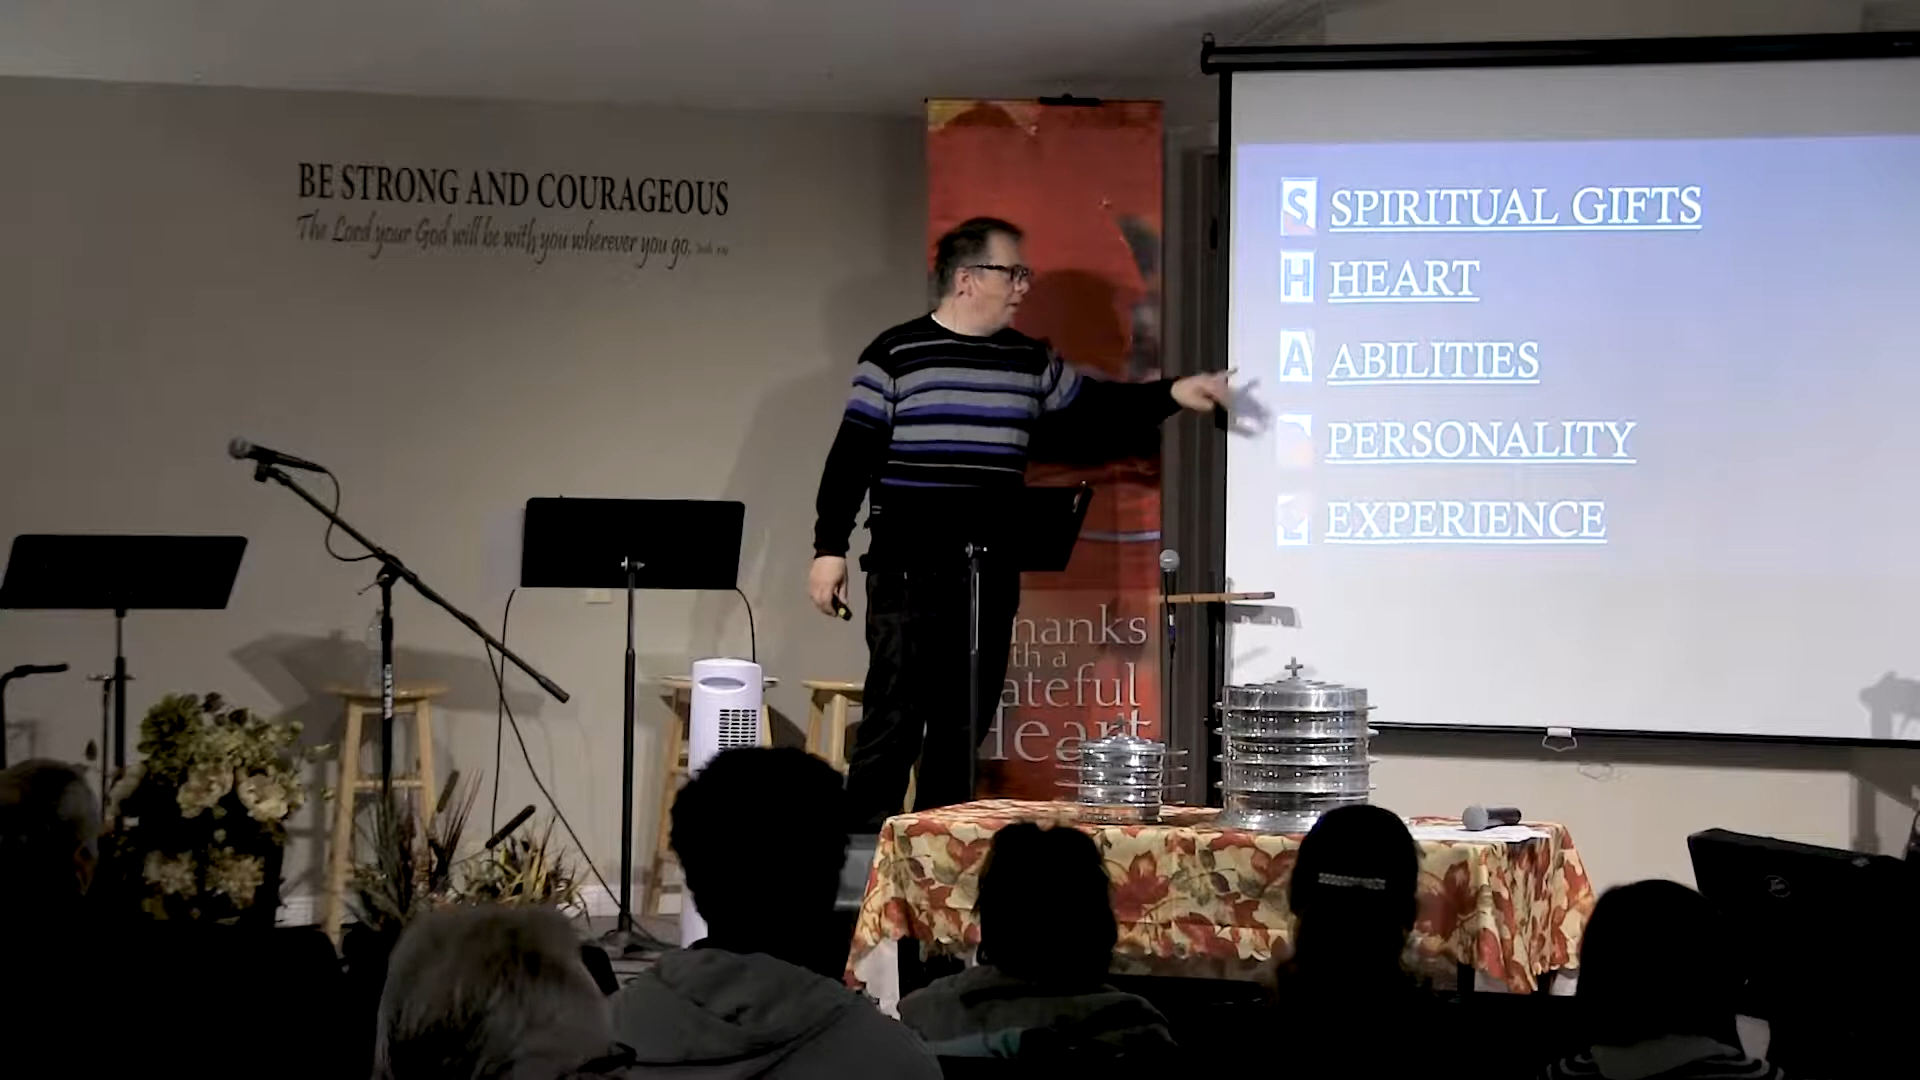 BE STRONG AND COURAGEOUS
The Lord your God will be with you wherever you go.
S SPIRITUAL GIFTS
H HEART
A ABILITIES
PERSONALITY
E EXPERIENCE
hanks
th a
ateful
Heart